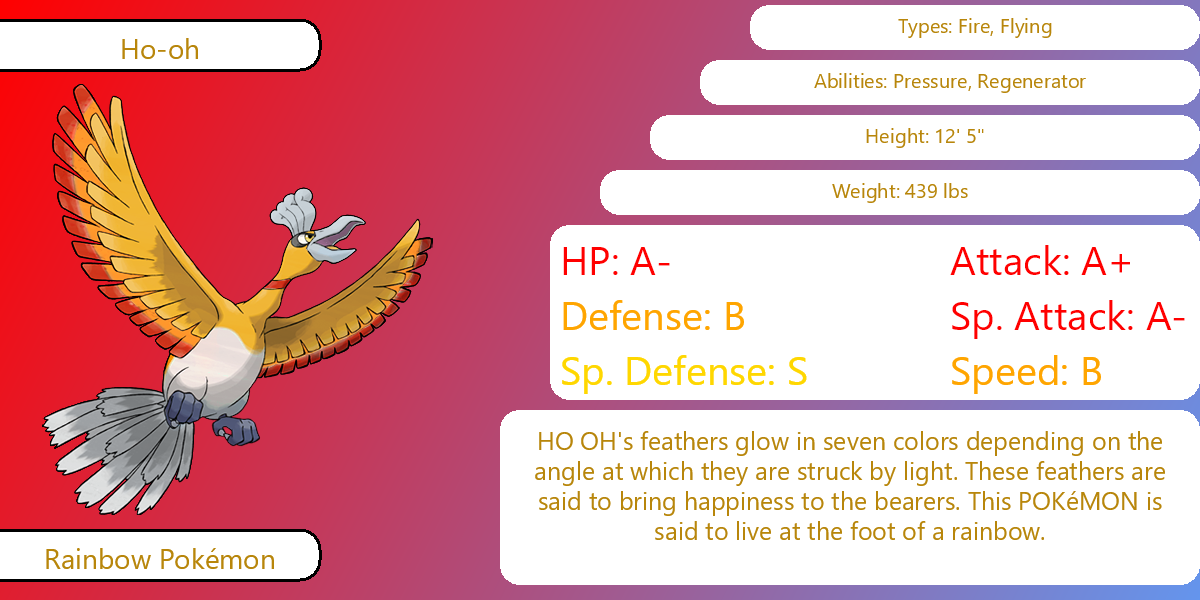 Ho-oh
Rainbow Pokémon
Types: Fire, Flying
Abilities: Pressure, Regenerator
Height: 12' 5"
Weight: 439 lbs
HP: A-
Attack: A+
Defense: B
Sp. Attack: A-
Sp. Defense: S
Speed: B
HO OH's feathers glow in seven colors depending on the
angle at which they are struck by light. These feathers are
said to bring happiness to the bearers. This POKéMON is
said to live at the foot of a rainbow.